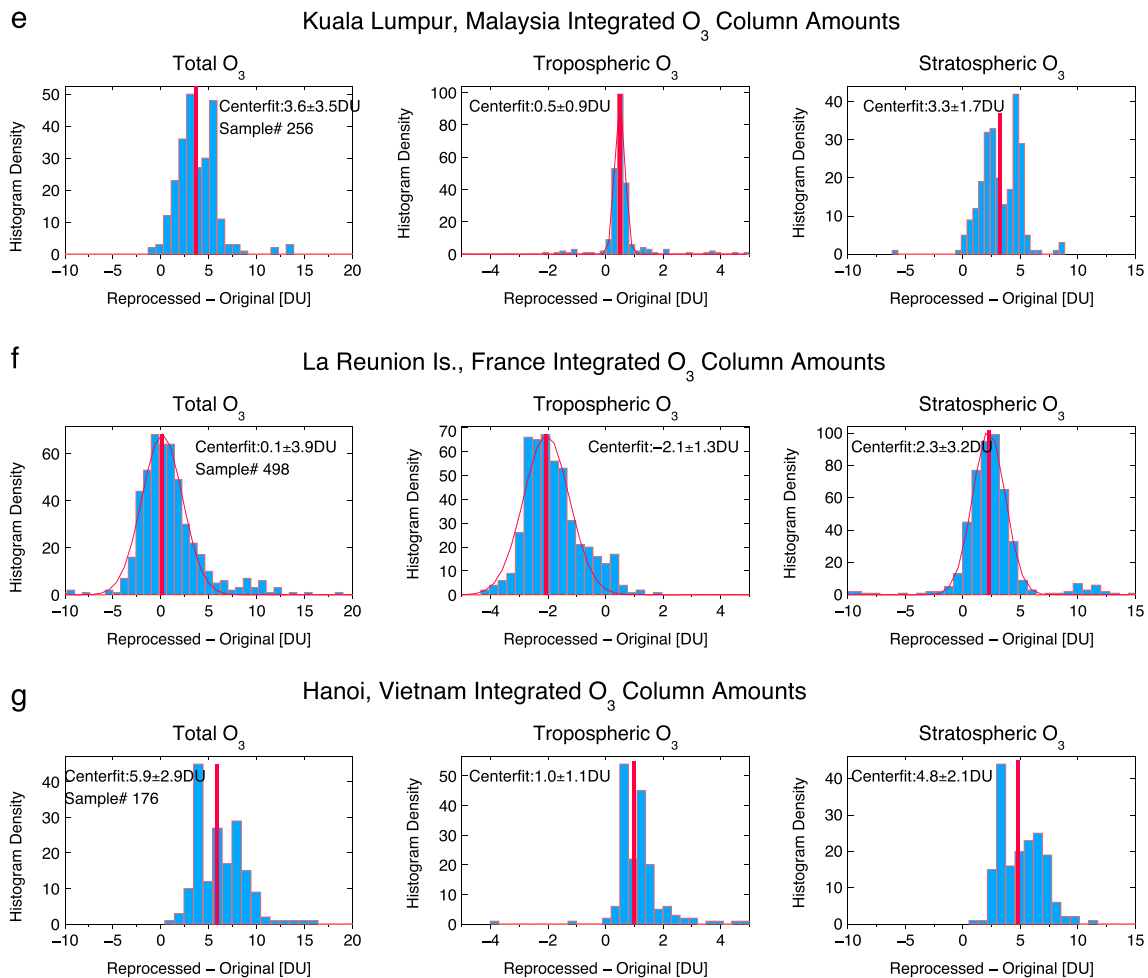 e
Kuala Lumpur, Malaysia Integrated O3 Column Amounts
Total O3
Tropospheric O3
Stratospheric O3
Histogram Density
50
40
30
20
10
0
Centerfit:3.6±3.5DU
Sample# 256
−10 −5 0 5 10 15 20
Reprocessed − Original [DU]
Histogram Density
100
80
60
40
20
0
Centerfit:0.5±0.9DU
−4 −2 0 2 4
Reprocessed − Original [DU]
Histogram Density
40
30
20
10
0
Centerfit:3.3±1.7DU
−10 −5 0 5 10 15
Reprocessed − Original [DU]
f
La Reunion Is., France Integrated O3 Column Amounts
Total O3
Tropospheric O3
Stratospheric O3
Histogram Density
60
40
20
0
Centerfit:0.1±3.9DU
Sample# 498
−10 −5 0 5 10 15 20
Reprocessed − Original [DU]
Histogram Density
70
60
50
40
30
20
10
0
Centerfit:−2.1±1.3DU
−4 −2 0 2 4
Reprocessed − Original [DU]
Histogram Density
100
80
60
40
20
0
Centerfit:2.3±3.2DU
−10 −5 0 5 10 15
Reprocessed − Original [DU]
g
Hanoi, Vietnam Integrated O3 Column Amounts
Total O3
Tropospheric O3
Stratospheric O3
Histogram Density
40
30
20
10
0
Centerfit:5.9±2.9DU
Sample# 176
−10 −5 0 5 10 15 20
Reprocessed − Original [DU]
Histogram Density
50
40
30
20
10
0
Centerfit:1.0±1.1DU
−4 −2 0 2 4
Reprocessed − Original [DU]
Histogram Density
40
30
20
10
0
Centerfit:4.8±2.1DU
−10 −5 0 5 10 15
Reprocessed − Original [DU]